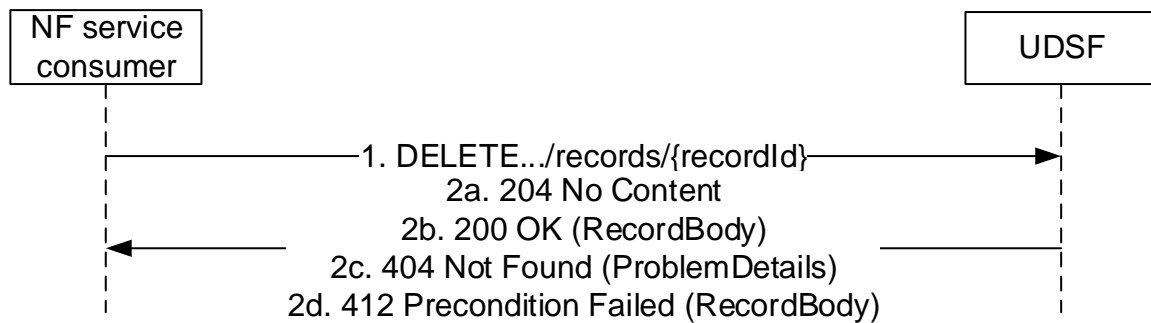 NF service
consumer
UDSF
1. DELETE.../records/{recordId}
2a. 204 No Content
2b. 200 OK (RecordBody)
2c. 404 Not Found (ProblemDetails)
2d. 412 Precondition Failed (RecordBody)